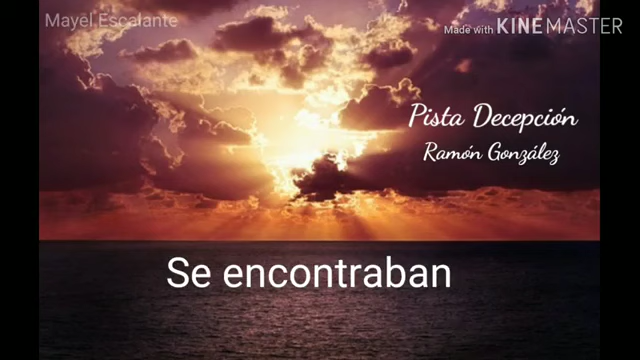 Mayel Escalante
Made with KINEMASTER
Pista Decepción
Ramón González
Se encontraban